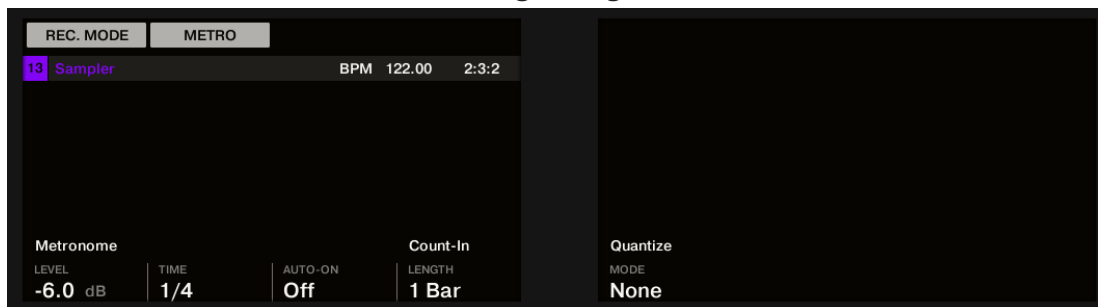 REC. MODE METRO
13 Sampler BPM 122.00 2:3:2
Metronome Count-In Quantize
LEVEL TIME AUTO-ON LENGTH MODE
-6.0 dB 1/4 Off 1 Bar None